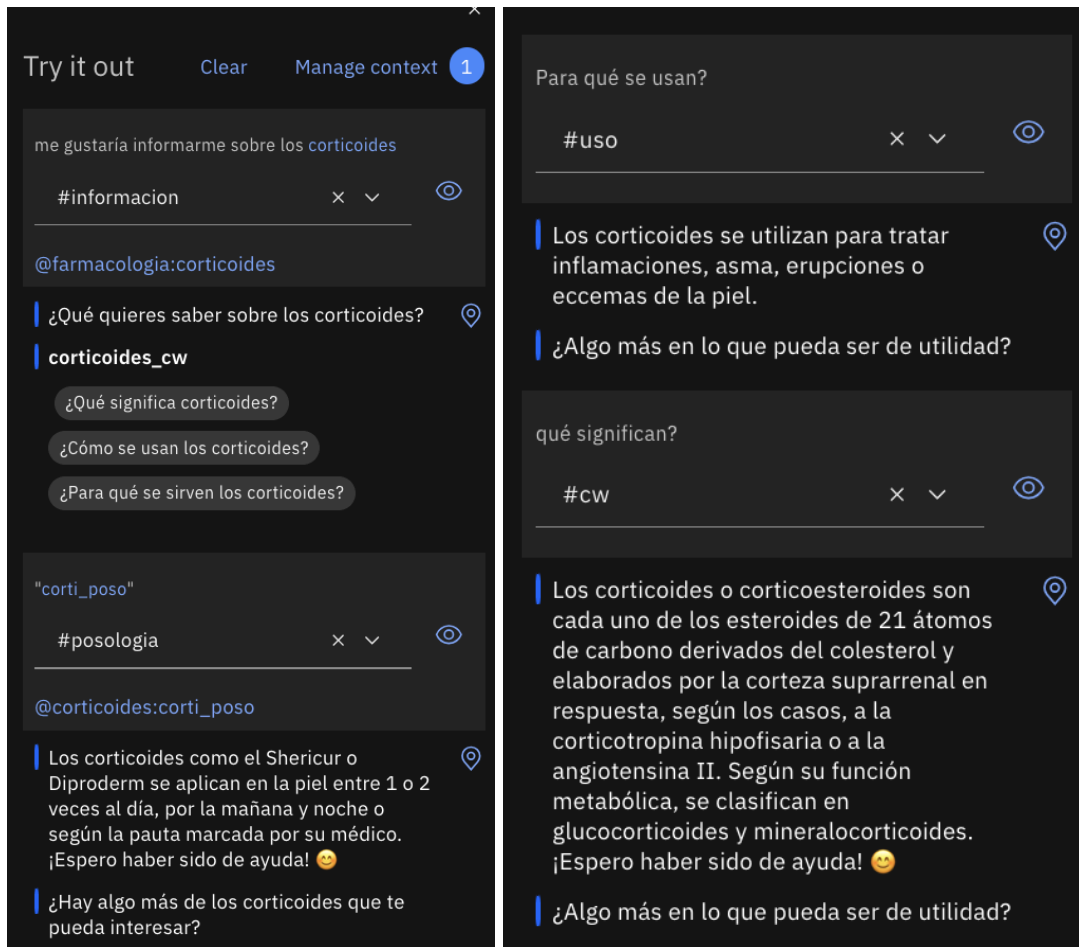 Try it out
Clear
Manage context
1
me gustaría informarme sobre los corticoides
#informacion
@farmacologia:corticoides
¿Qué quieres saber sobre los corticoides?
corticoides_cw
¿Qué significa corticoides?
¿Cómo se usan los corticoides?
¿Para qué se sirven los corticoides?
"corti_poso"
#posologia
@corticoides:corti_poso
Los corticoides como el Shericur o
Diproderm se aplican en la piel entre 1 o 2
veces al día, por la mañana y noche o
según la pauta marcada por su médico.
¡Espero haber sido de ayuda! 😊
¿Hay algo más de los corticoides que te
pueda interesar?
Para qué se usan?
#uso
Los corticoides se utilizan para tratar
inflamaciones, asma, erupciones o
eccemas de la piel.
¿Algo más en lo que pueda ser de utilidad?
qué significan?
#cw
Los corticoides o corticoesteroides son
cada uno de los esteroides de 21 átomos
de carbono derivados del colesterol y
elaborados por la corteza suprarrenal en
respuesta, según los casos, a la
corticotropina hipofisaria o a la
angiotensina II. Según su función
metabólica, se clasifican en
glucocorticoides y mineralocorticoides.
¡Espero haber sido de ayuda! 😊
¿Algo más en lo que pueda ser de utilidad?